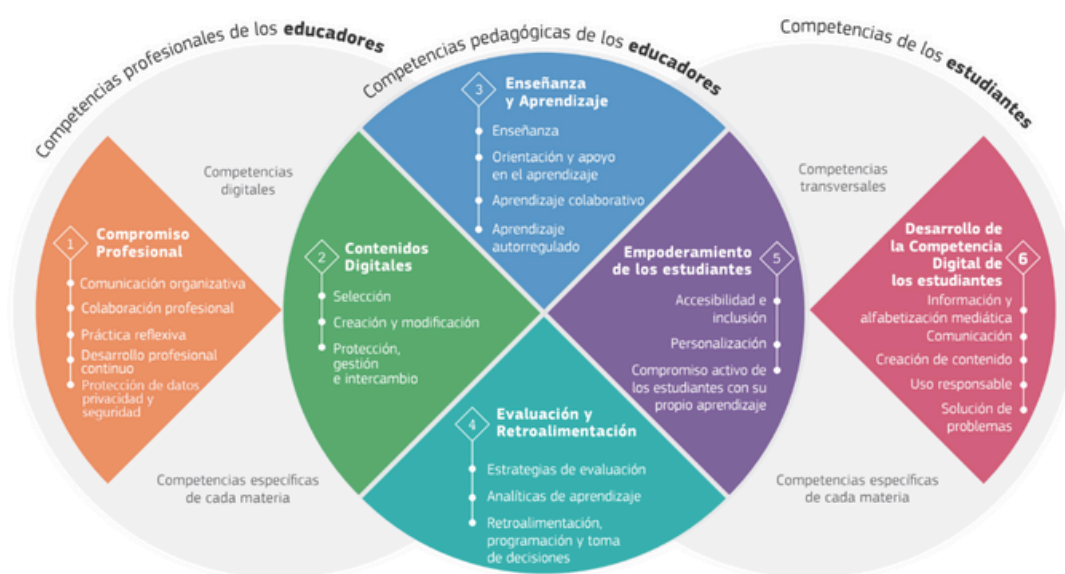 Competencias profesionales de los educadores
Competencias pedagógicas de los educadores
Competencias de los estudiantes
Competencias
digitales
Competencias
transversales
1
Compromiso
Profesional
Comunicación organizativa
Colaboración profesional
Práctica reflexiva
Desarrollo profesional
continuo
Protección de datos
privacidad y
seguridad
2
Contenidos
Digitales
Selección
Creación y modificación
Protección,
gestión
e intercambio
3
Enseñanza
y Aprendizaje
Enseñanza
Orientación y apoyo
en el aprendizaje
Aprendizaje colaborativo
Aprendizaje
autorregulado
4
Evaluación y
Retroalimentación
Estrategias de evaluación
Analíticas de aprendizaje
Retroalimentación,
programación y toma
de decisiones
5
Empoderamiento
de los estudiantes
Accesibilidad e
inclusión
Personalización
Compromiso activo de
los estudiantes con su
propio aprendizaje
6
Desarrollo de
la Competencia
Digital de
los estudiantes
Información y
alfabetización mediática
Comunicación
Creación de contenido
Uso responsable
Solución de
problemas
Competencias específicas
de cada materia
Competencias específicas
de cada materia